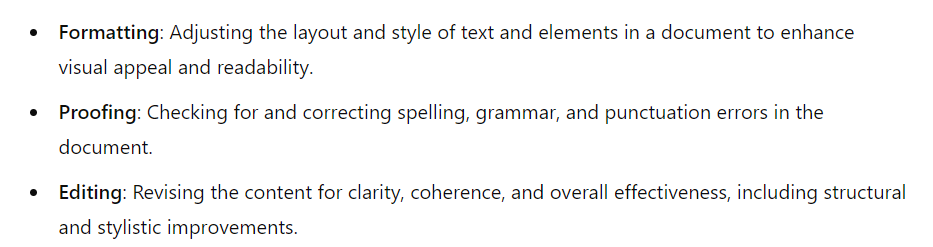 • Formatting: Adjusting the layout and style of text and elements in a document to enhance
visual appeal and readability.
• Proofing: Checking for and correcting spelling, grammar, and punctuation errors in the
document.
• Editing: Revising the content for clarity, coherence, and overall effectiveness, including structural
and stylistic improvements.